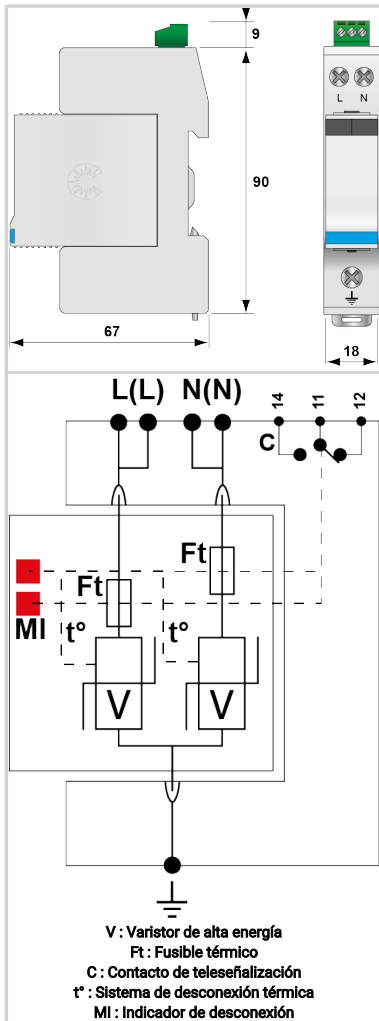 9
L N
90
67
18
L(L) N(N)
14
11
12
C
Ft
Ft
MI
t°
t°
V
V
V : Varistor de alta energía
Ft : Fusible térmico
C : Contacto de teleseñalización
t° : Sistema de desconexión térmica
MI : Indicador de desconexión